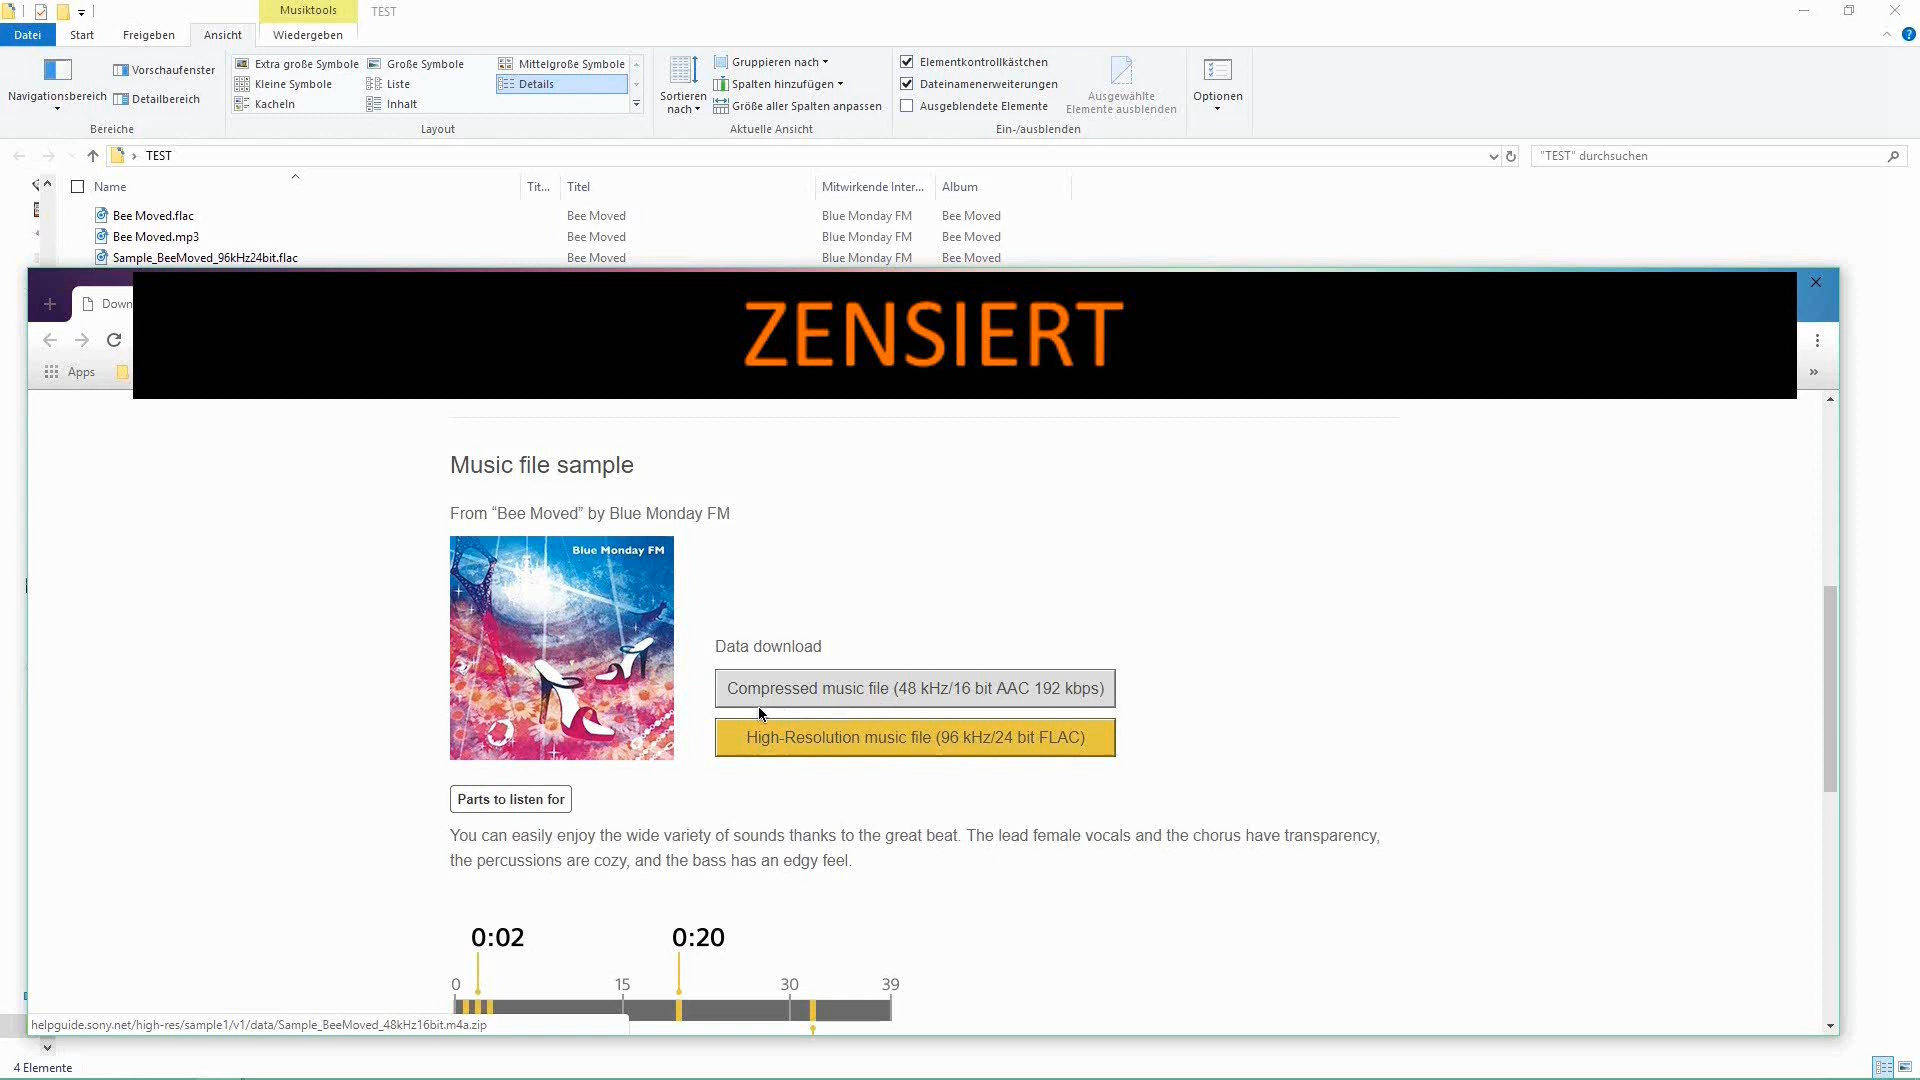 Musiktools TEST
Datei Start Freigeben Ansicht Wiedergeben
Navigationsbereich Vorschaufenster Detailbereich
Extra große Symbole Große Symbole Mittelgroße Symbole
Kleine Symbole Liste Details
Kacheln Inhalt
Sortieren nach
Gruppieren nach
Spalten hinzufügen
Größe aller Spalten anpassen
Elementkontrollkästchen
Dateinamenerweiterungen
Ausgeblendete Elemente
Ausgewählte
Elemente ausblenden
Optionen
Bereiche Layout Aktuelle Ansicht Ein-/ausblenden
TEST "TEST" durchsuchen
Name Tit... Titel Mitwirkende Inter... Album
Bee Moved.flac Bee Moved Blue Monday FM Bee Moved
Bee Moved.mp3 Bee Moved Blue Monday FM Bee Moved
Sample_BeeMoved_96kHz24bit.flac Bee Moved Blue Monday FM Bee Moved
Down
ZENSIERT
Apps
Music file sample
From “Bee Moved” by Blue Monday FM
Blue Monday FM
Data download
Compressed music file (48 kHz/16 bit AAC 192 kbps)
High-Resolution music file (96 kHz/24 bit FLAC)
Parts to listen for
You can easily enjoy the wide variety of sounds thanks to the great beat. The lead female vocals and the chorus have transparency,
the percussions are cozy, and the bass has an edgy feel.
0:02 0:20
0 15 30 39
helpguide.sony.net/high-res/sample1/v1/data/Sample_BeeMoved_48kHz16bit.m4a.zip
4 Elemente